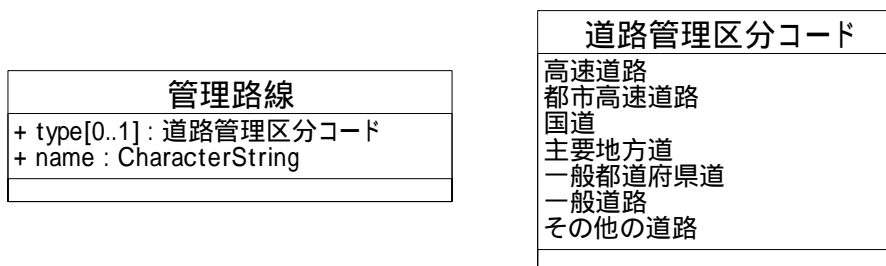 管理路線
+ type[0..1] : 道路管理区分コード
+ name : CharacterString
道路管理区分コード
高速道路
都市高速道路
国道
主要地方道
一般都道府県道
一般道路
その他の道路